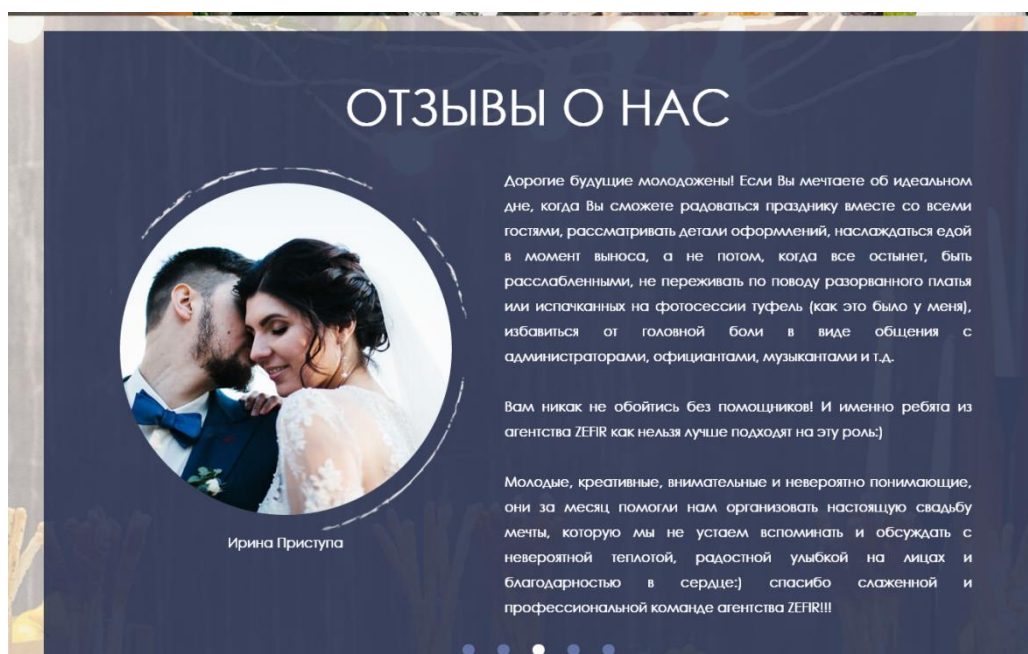 ОТЗЫВЫ О НАС
Дорогие будущие молодожены! Если Вы мечтаете об идеальном
дне, когда Вы сможете радоваться празднику вместе со всеми
гостями, рассматривать детали оформлений, наслаждаться едой
в момент выноса, а не потом, когда все остынет, быть
расслабленными, не переживать по поводу разорванного платья
или испачканных на фотосессии туфель (как это было у меня),
избавиться от головной боли в виде общения с
администраторами, официантами, музыкантами и т.д.
Вам никак не обойтись без помощников! И именно ребята из
агентства ZEFIR как нельзя лучше подходят на эту роль:)
Молодые, креативные, внимательные и невероятно понимающие,
они за месяц помогли нам организовать настоящую свадьбу
мечты, которую мы не устаем вспоминать и обсуждать с
невероятной теплотой, радостной улыбкой на лицах и
благодарностью в сердце:) спасибо слаженной и
профессиональной команде агентства ZEFIR!!!
Ирина Приступа